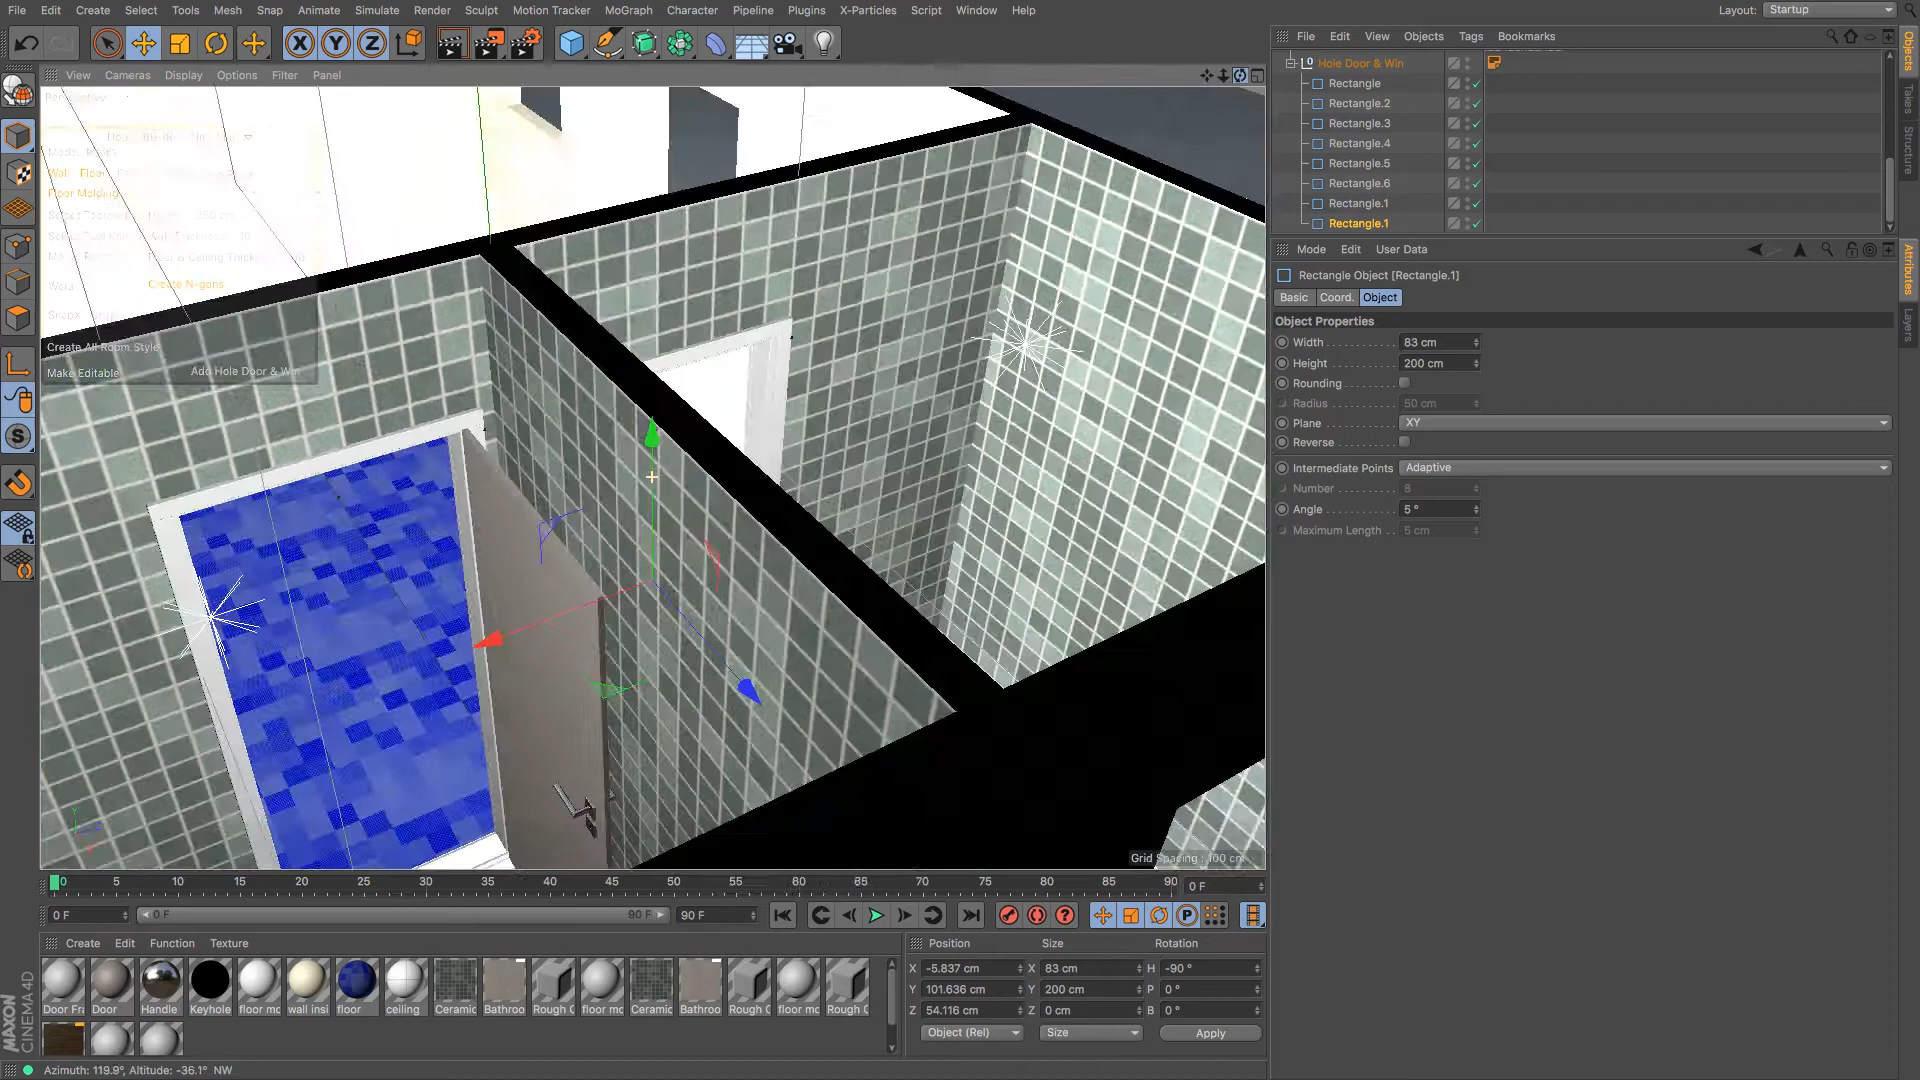 File Edit Create Select Tools Mesh Snap Animate Simulate Render Sculpt Motion Tracker MoGraph Character Pipeline Plugins X-Particles Script Window Help
Layout: Startup
View Cameras Display Options Filter Panel
Create All Room Style
Make Editable
Add Hole Door & Win
Floor Molding
Create N-gons
Grid Spacing : 100 cm
File Edit View Objects Tags Bookmarks
Hole Door & Win
Rectangle
Rectangle.2
Rectangle.3
Rectangle.4
Rectangle.5
Rectangle.6
Rectangle.1
Rectangle.1
Objects
Takes
Structure
Attributes
Layers
Mode Edit User Data
Rectangle Object [Rectangle.1]
Basic Coord. Object
Object Properties
Width 83 cm
Height 200 cm
Rounding
Radius 50 cm
Plane XY
Reverse
Intermediate Points Adaptive
Number 8
Angle 5 °
Maximum Length 5 cm
0 5 10 15 20 25 30 35 40 45 50 55 60 65 70 75 80 85 90
0 F
0 F 0 F 90 F 90 F
Create Edit Function Texture
Door Fra Door Handle Keyhole floor mo wall insi floor ceiling Ceramic Bathroo Rough C floor mo Ceramic Bathroo Rough C floor mo Rough C
Position Size Rotation
X -5.837 cm X 83 cm H -90 °
Y 101.636 cm Y 200 cm P 0 °
Z 54.116 cm Z 0 cm B 0 °
Object (Rel) Size Apply
MAXON
CINEMA 4D
Azimuth: 119.9°, Altitude: -36.1° NW